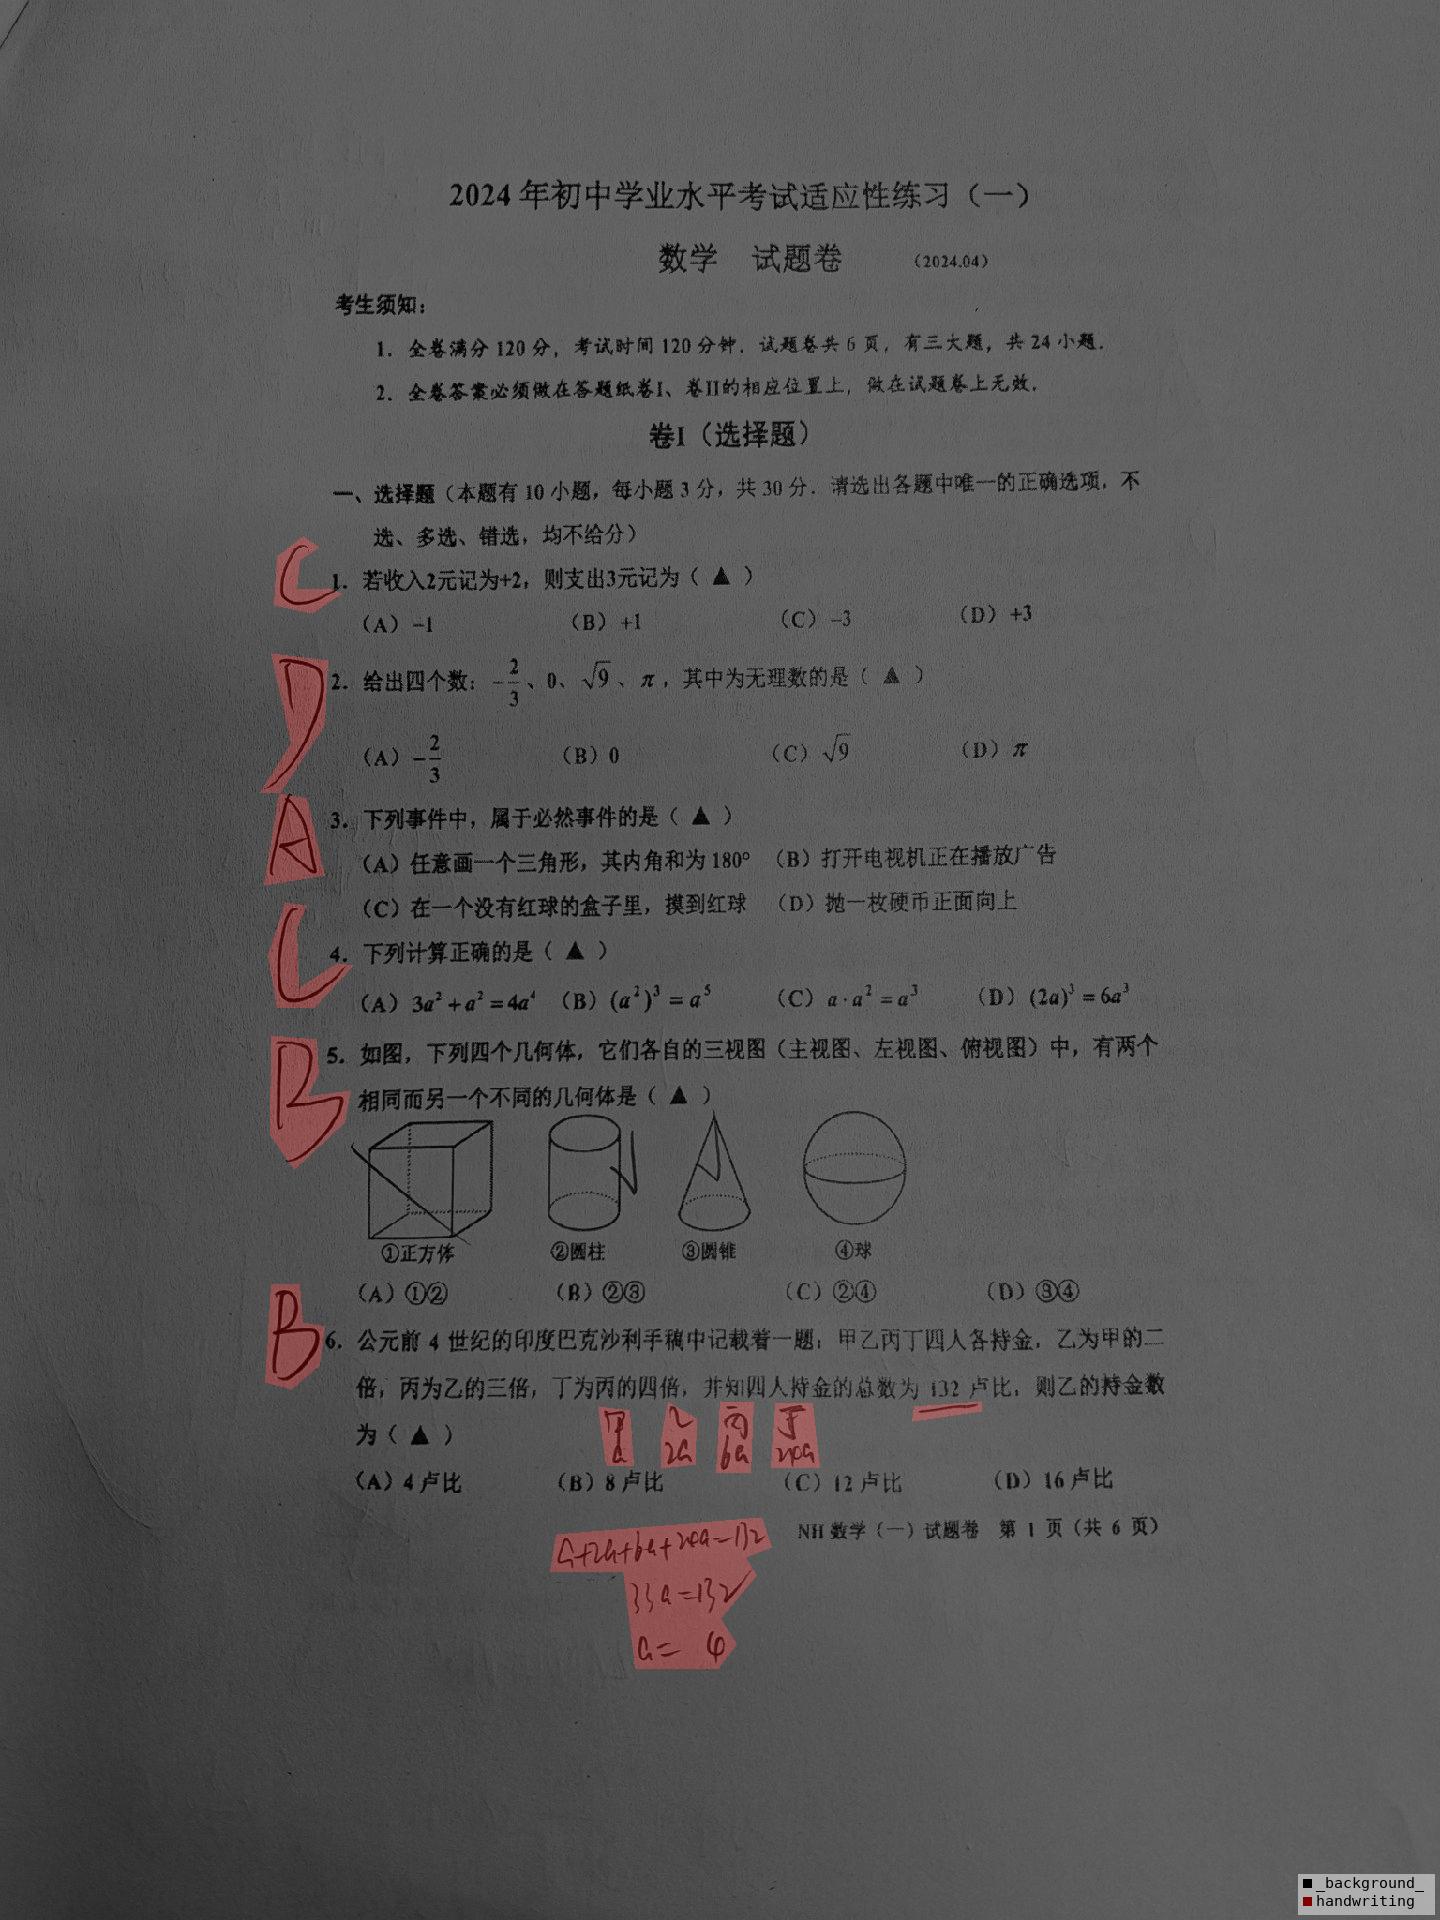 2024年初中学业水平考试适应性练习（一）
数学 试题卷 （2024.04）
考生须知：
1．全卷满分120分，考试时间120分钟．试题卷共6页，有三大题，共24小题．
2．全卷答案必须做在答题纸卷I、卷II的相应位置上，做在试题卷上无效．
卷I（选择题）
一、选择题（本题有10小题，每小题3分，共30分．请选出各题中唯一的正确选项，不
选、多选、错选，均不给分）
C 1．若收入2元记为+2，则支出3元记为（ ▲ ）
（A）−1 （B）+1 （C）−3 （D）+3
D 2．给出四个数：−2/3、0、√9、π，其中为无理数的是（ ▲ ）
（A）−2/3 （B）0 （C）√9 （D）π
A 3．下列事件中，属于必然事件的是（ ▲ ）
（A）任意画一个三角形，其内角和为180° （B）打开电视机正在播放广告
（C）在一个没有红球的盒子里，摸到红球 （D）抛一枚硬币正面向上
C 4．下列计算正确的是（ ▲ ）
（A）3a²+a²=4a⁴ （B）(a²)³=a⁵ （C）a·a²=a³ （D）(2a)³=6a³
B 5．如图，下列四个几何体，它们各自的三视图（主视图、左视图、俯视图）中，有两个
相同而另一个不同的几何体是（ ▲ ）
①正方体 ②圆柱 ③圆锥 ④球
（A）①② （B）②③ （C）②④ （D）③④
B 6．公元前4世纪的印度巴克沙利手稿中记载着一题：甲乙丙丁四人各持金，乙为甲的二
倍，丙为乙的三倍，丁为丙的四倍，并知四人持金的总数为132卢比，则乙的持金数
为（ ▲ ）
甲 乙 丙 丁
a 2a 6a 24a
（A）4卢比 （B）8卢比 （C）12卢比 （D）16卢比
NH数学（一）试题卷 第 1 页（共 6 页）
a+2a+6a+24a=132
33a=132
a= 4
_background_
handwriting